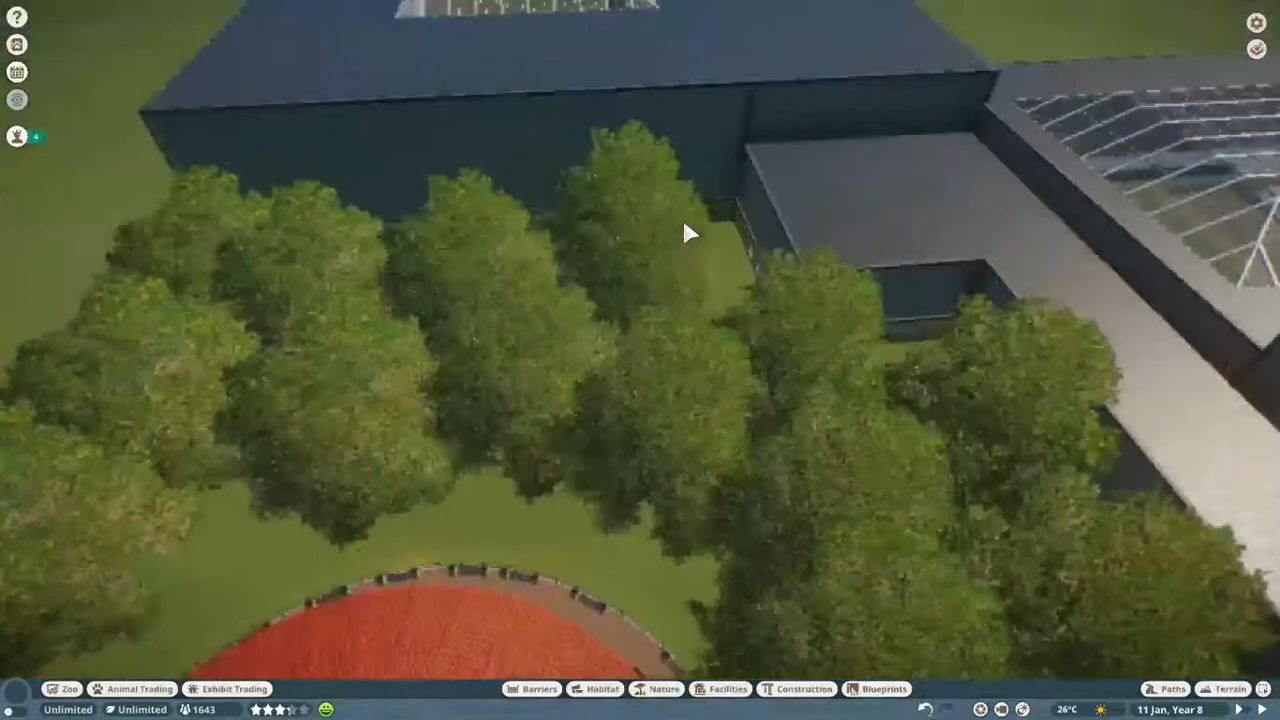 ?
4
Zoo Animal Trading Exhibit Trading Barriers Habitat Nature Facilities Construction Blueprints Paths Terrain
Unlimited Unlimited 1643 26°C 11 Jan, Year 8